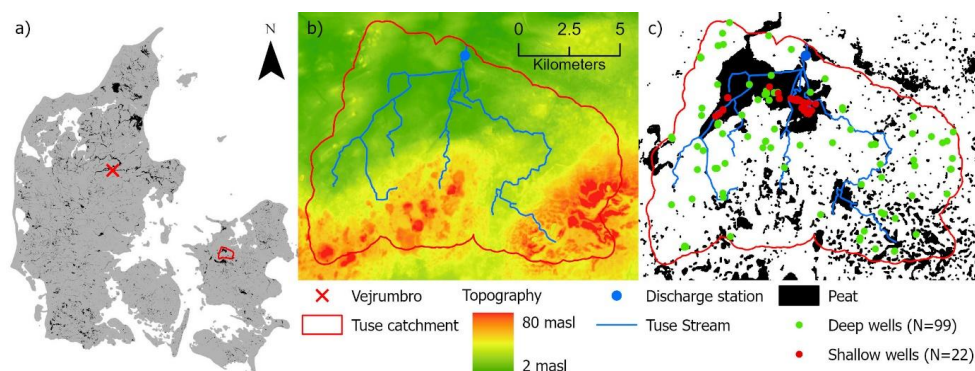 a)
N
b)
0 2.5 5
Kilometers
c)
Vejrumbro
Tuse catchment
Topography
80 masl
2 masl
Discharge station
Tuse Stream
Peat
Deep wells (N=99)
Shallow wells (N=22)